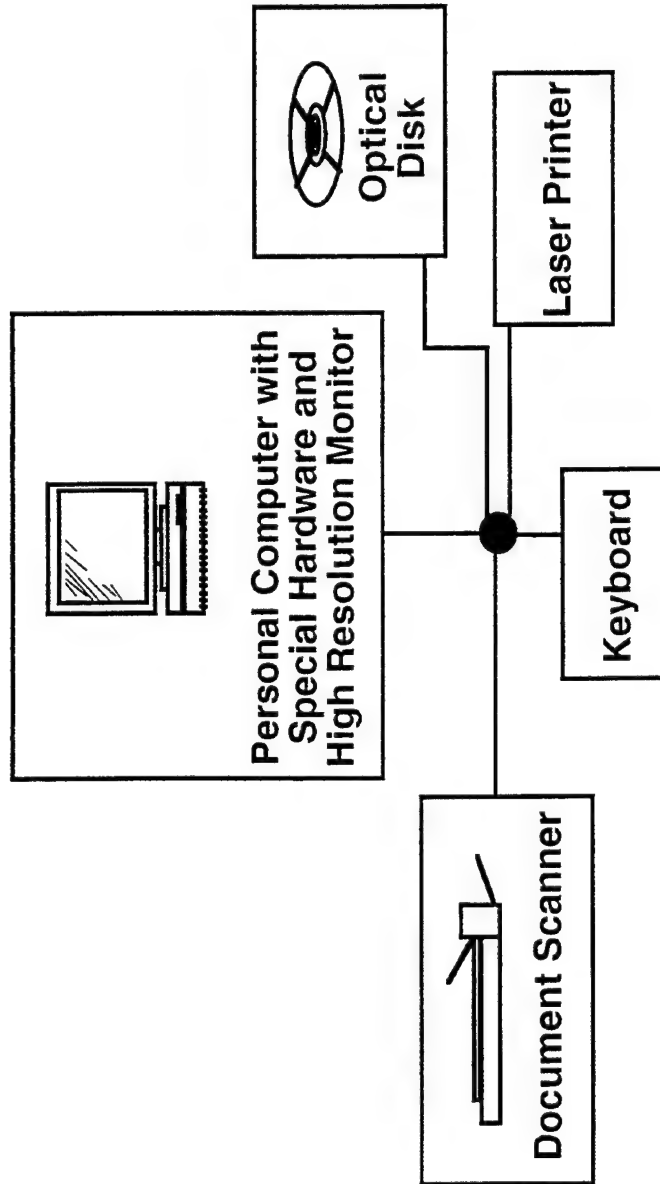 Personal Computer with
Special Hardware and
High Resolution Monitor
Optical
Disk
Document Scanner
Keyboard
Laser Printer